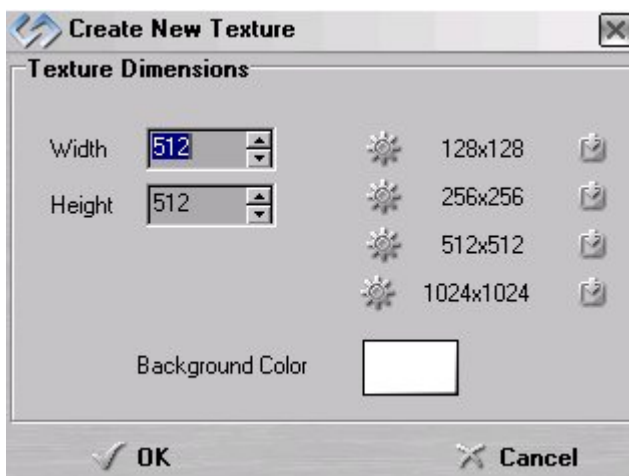 Create New Texture
Texture Dimensions
Width 512 128x128
Height 512 256x256
512x512
1024x1024
Background Color
OK Cancel